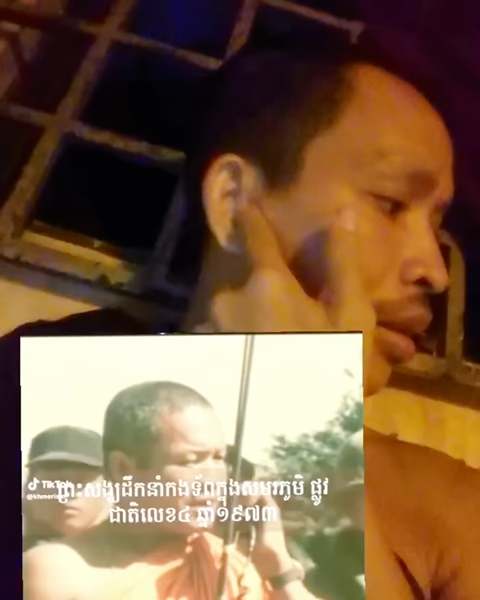 ព្រះសង្ឃដឹកនាំកងទ័ពក្នុងសមរភូមិ ផ្លូវ
ជាតិលេខ៤ ឆ្នាំ១៩៧៣
TikTok